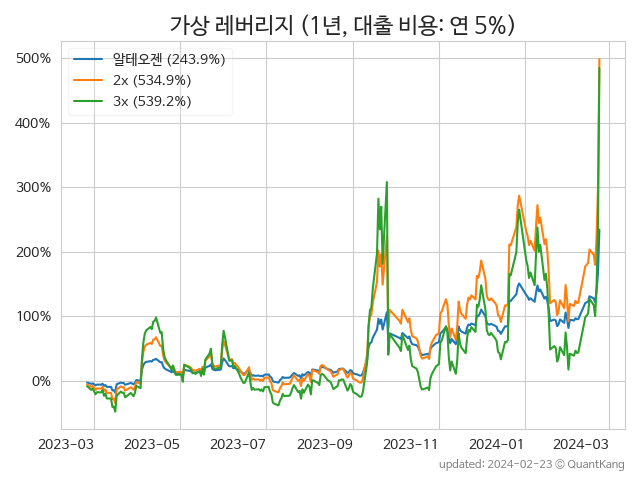 가상 레버리지 (1년, 대출 비용: 연 5%)
알테오젠 (243.9%)
2x (534.9%)
3x (539.2%)
500%
400%
300%
200%
100%
0%
2023-03 2023-05 2023-07 2023-09 2023-11 2024-01 2024-03
updated: 2024-02-23 © QuantKang